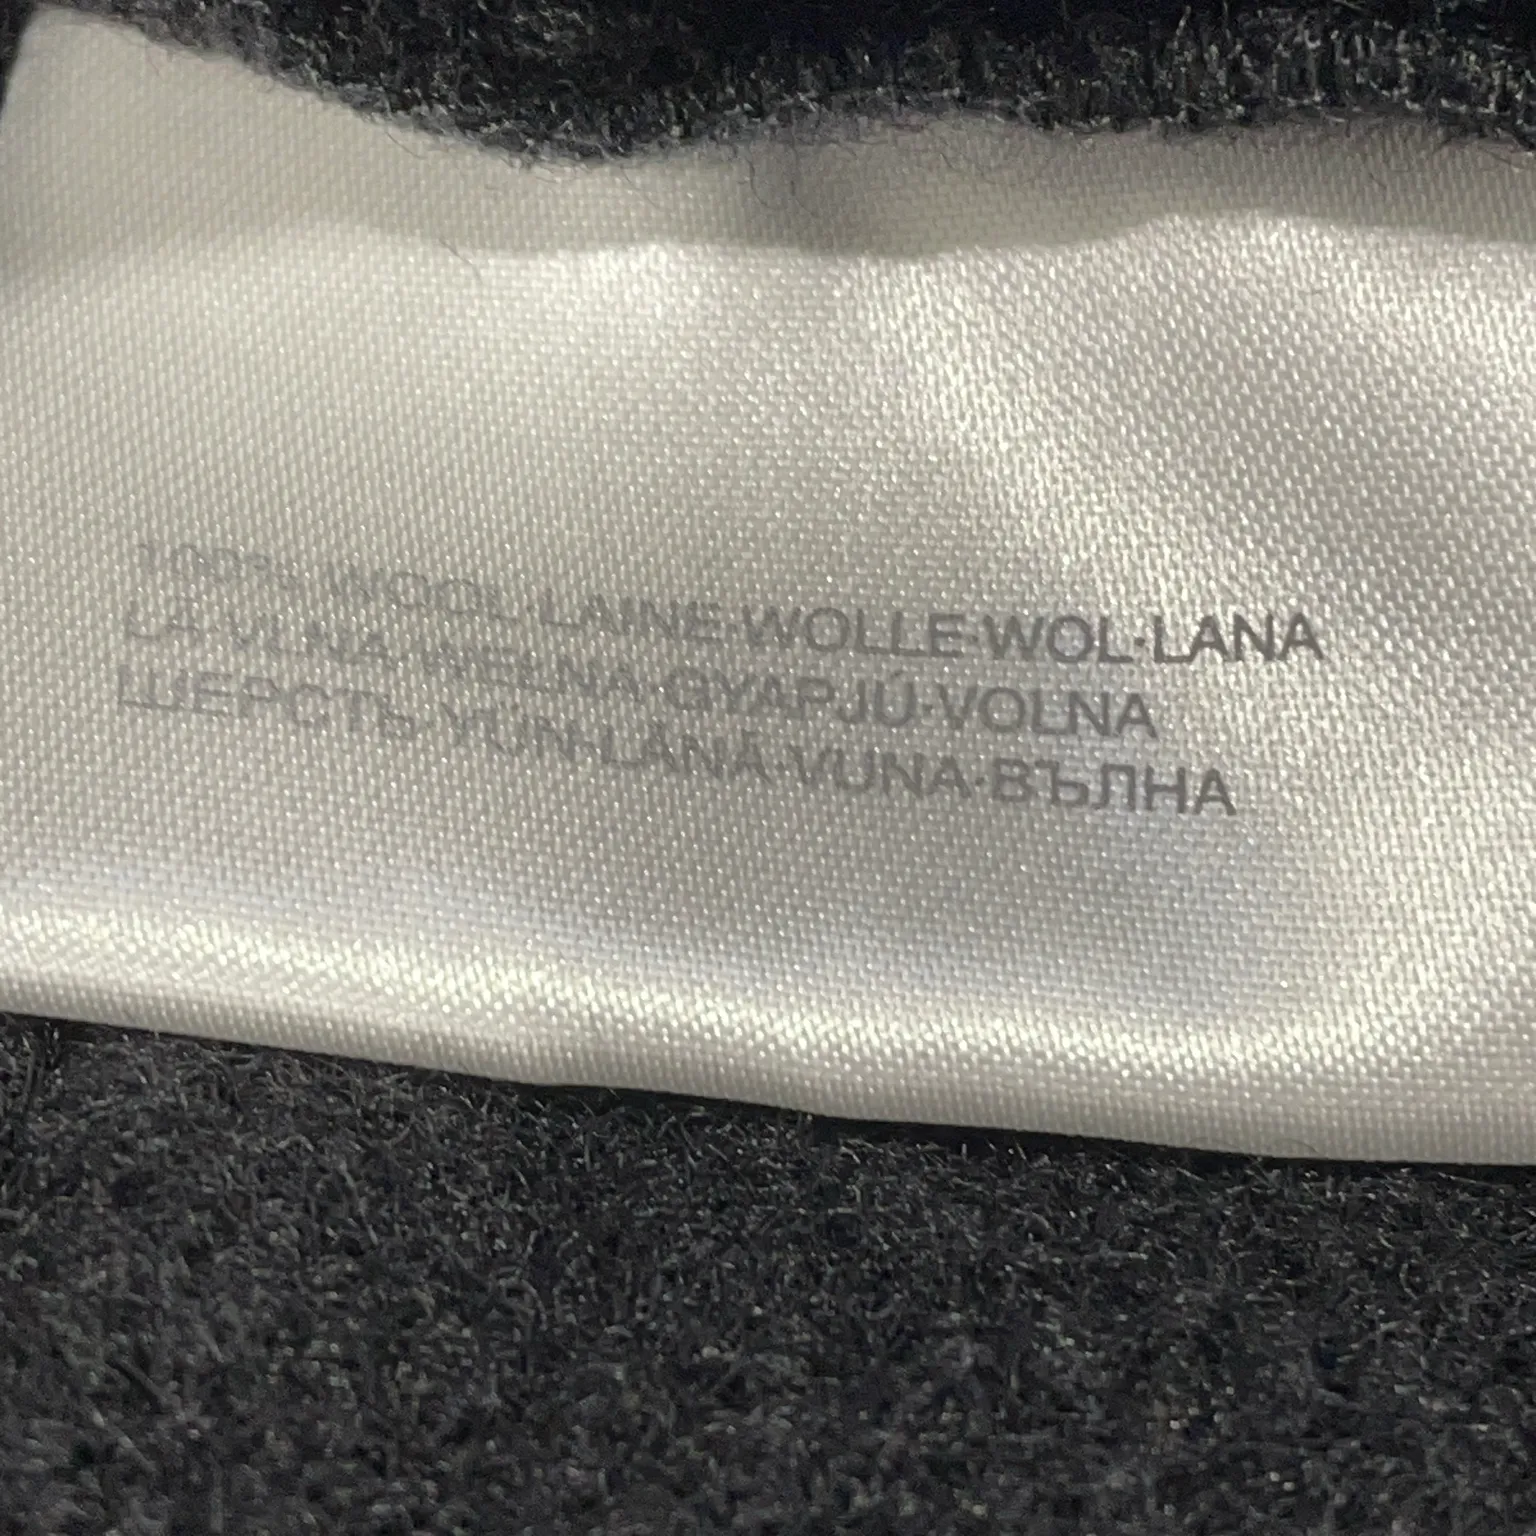 100% WOOL·LAINE·WOLLE·WOL·LANA
LÃ·VLNA·WEŁNA·GYAPJÚ·VOLNA
ШЕРСТЬ·YÜN·LÂNĂ·VUNA·ВЪЛНА